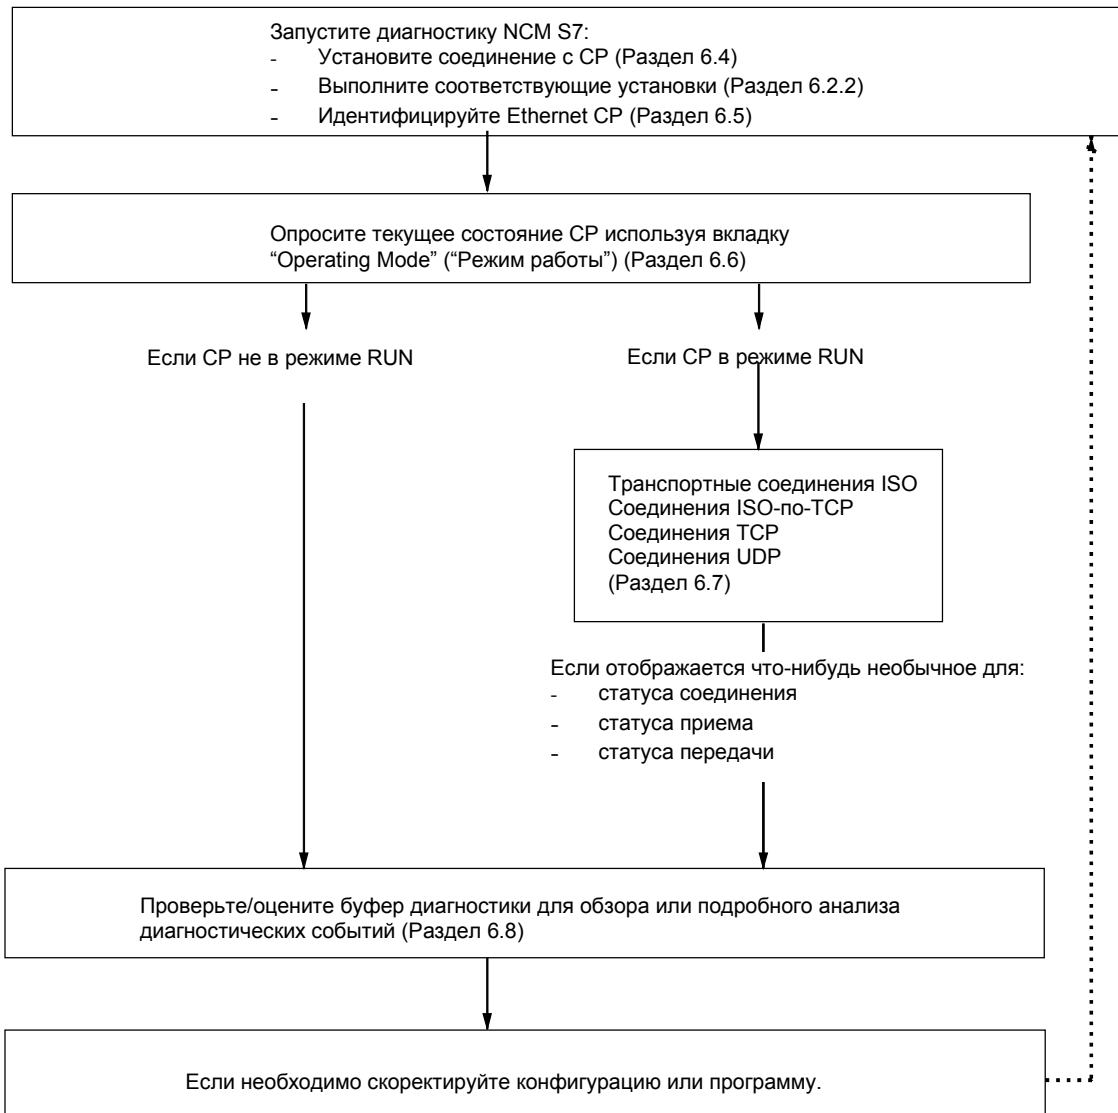 Запустите диагностику NCM S7:
- Установите соединение с CP (Раздел 6.4)
- Выполните соответствующие установки (Раздел 6.2.2)
- Идентифицируйте Ethernet CP (Раздел 6.5)
Опросите текущее состояние CP используя вкладку
“Operating Mode” (“Режим работы”) (Раздел 6.6)
Если CP не в режиме RUN
Если CP в режиме RUN
Транспортные соединения ISO
Соединения ISO-по-TCP
Соединения TCP
Соединения UDP
(Раздел 6.7)
Если отображается что-нибудь необычное для:
- статуса соединения
- статуса приема
- статуса передачи
Проверьте/оцените буфер диагностики для обзора или подробного анализа
диагностических событий (Раздел 6.8)
Если необходимо скоректируйте конфигурацию или программу.